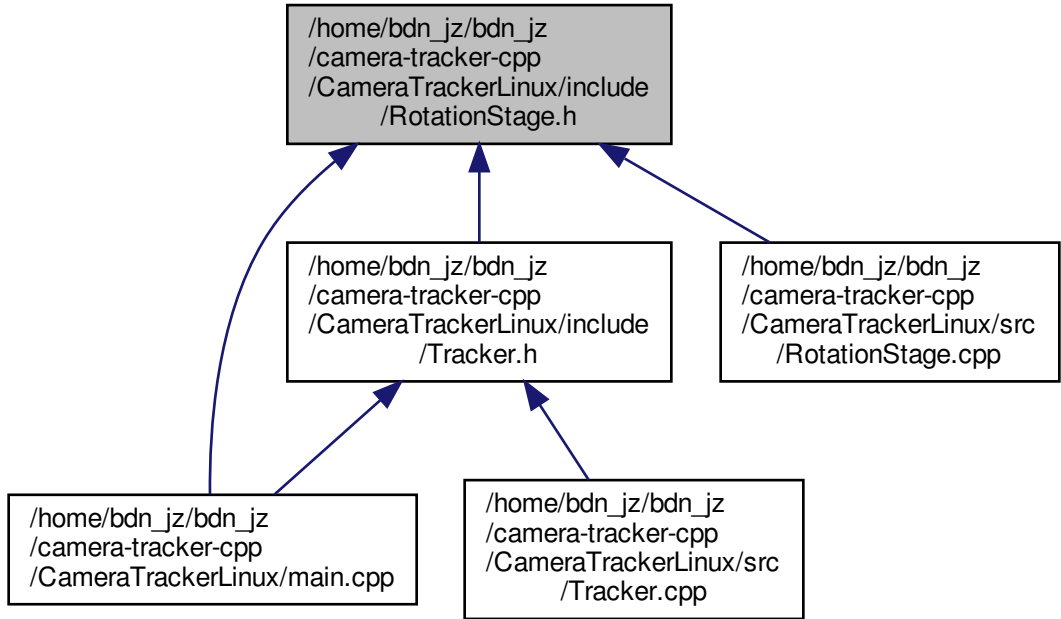 /home/bdn_jz/bdn_jz
/camera-tracker-cpp
/CameraTrackerLinux/include
/RotationStage.h
/home/bdn_jz/bdn_jz
/camera-tracker-cpp
/CameraTrackerLinux/include
/Tracker.h
/home/bdn_jz/bdn_jz
/camera-tracker-cpp
/CameraTrackerLinux/src
/RotationStage.cpp
/home/bdn_jz/bdn_jz
/camera-tracker-cpp
/CameraTrackerLinux/main.cpp
/home/bdn_jz/bdn_jz
/camera-tracker-cpp
/CameraTrackerLinux/src
/Tracker.cpp